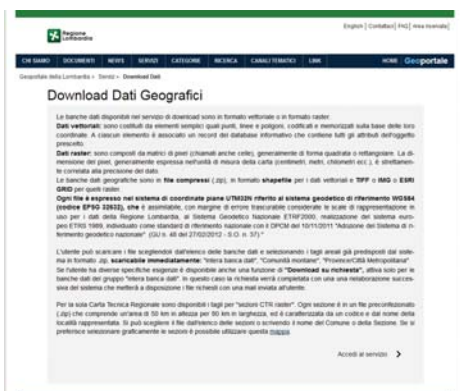 English | Contattaci | FAQ | Area riservata |
Regione
Lombardia
CHI SIAMO DOCUMENTI NEWS SERVIZI CATEGORIE RICERCA CANALI TEMATICI LINK HOME Geoportale
Geoportale della Lombardia > Servizi > Download Dati
Download Dati Geografici
Le banche dati disponibili nel servizio di download sono in formato vettoriale o in formato raster.
Dati vettoriali: sono costituiti da elementi semplici quali punti, linee e poligoni, codificati e memorizzati sulla base delle loro
coordinate. A ciascun elemento è associato un record del database informativo che contiene tutti gli attributi dell'oggetto
prescelto.
Dati raster: sono composti da matrici di pixel (chiamati anche celle), generalmente di forma quadrata o rettangolare. La di-
mensione del pixel, generalmente espressa nell'unità di misura della carta (centimetri, metri, chilometri ecc.), è strettamen-
te correlata alla precisione del dato.
Le banche dati geografiche sono in file compressi (.zip), in formato shapefile per i dati vettoriali e TIFF o IMG o ESRI
GRID per quelli raster.
Ogni file è espresso nel sistema di coordinate piane UTM32N riferito al sistema geodetico di riferimento WGS84
(codice EPSG 32632), che è assimilabile, con margine di errore trascurabile considerate le scale di rappresentazione in
uso per i dati della Regione Lombardia, al Sistema Geodetico Nazionale ETRF2000, realizzazione del sistema euro-
peo ETRS 1989, individuato come standard di riferimento nazionale con il DPCM del 10/11/2011 "Adozione del Sistema di ri-
ferimento geodetico nazionale" (GU n. 48 del 27/02/2012 - S.O. n. 37)."
L'utente può scaricare i file scegliendoli dall'elenco delle banche dati e selezionando i tagli areali già predisposti dal siste-
ma in formato .zip, scaricabile immediatamente: "Intera banca dati", "Comunità montane", "Province/Città Metropolitana"
Se l'utente ha diverse specifiche esigenze è disponibile anche una funzione di "Download su richiesta", attiva solo per le
banche dati del gruppo "Intera banca dati". In questo caso la richiesta verrà completata con una una relaborazione succes-
siva del sistema che metterà a disposizione i file richiesti con una mail inviata all'utente.
Per la sola Carta Tecnica Regionale sono disponibili i tagli per "sezioni CTR raster". Ogni sezione è in un file preconfezionato
(.zip) che comprende un'area di 50 km in altezza per 80 km in larghezza, ed è caratterizzata da un codice e dal nome della
località rappresentata. Si può scegliere il file dall'elenco delle sezioni o scrivendo il nome del Comune o della Sezione. Se si
preferisce selezionare graficamente le sezioni è possibile utilizzare questa mappa.
Accedi al servizio